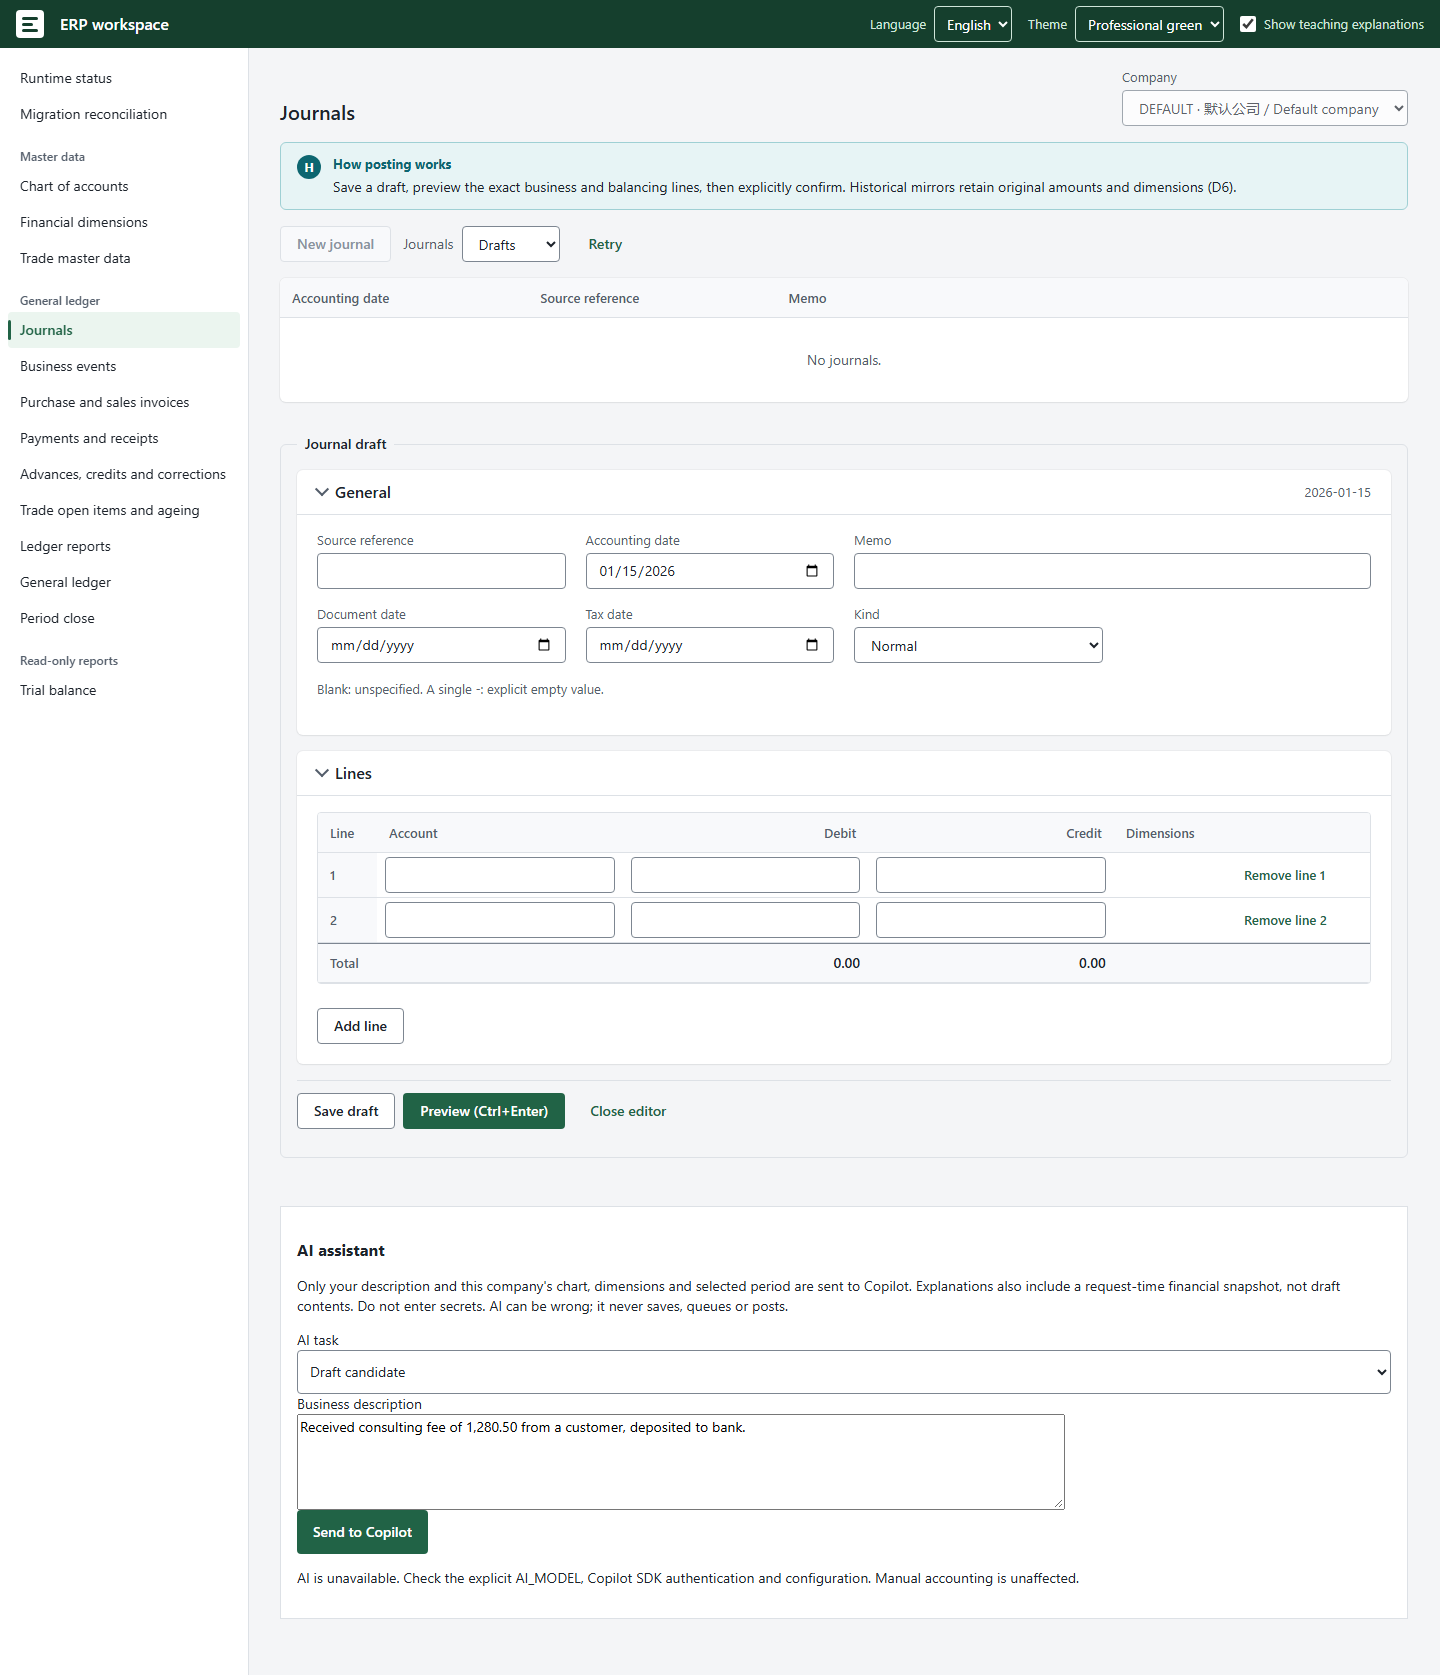 ERP workspace
Language English Theme Professional green Show teaching explanations
Runtime status
Migration reconciliation
Master data
Chart of accounts
Financial dimensions
Trade master data
General ledger
Journals
Business events
Purchase and sales invoices
Payments and receipts
Advances, credits and corrections
Trade open items and ageing
Ledger reports
General ledger
Period close
Read-only reports
Trial balance
Company
Journals
DEFAULT · 默认公司 / Default company
H
How posting works
Save a draft, preview the exact business and balancing lines, then explicitly confirm. Historical mirrors retain original amounts and dimensions (D6).
New journal Journals Drafts Retry
Accounting date Source reference Memo
No journals.
Journal draft
General 2026-01-15
Source reference Accounting date Memo
01/15/2026
Document date Tax date Kind
mm/dd/yyyy mm/dd/yyyy Normal
Blank: unspecified. A single -: explicit empty value.
Lines
Line Account Debit Credit Dimensions
1 Remove line 1
2 Remove line 2
Total 0.00 0.00
Add line
Save draft Preview (Ctrl+Enter) Close editor
AI assistant
Only your description and this company's chart, dimensions and selected period are sent to Copilot. Explanations also include a request-time financial snapshot, not draft
contents. Do not enter secrets. AI can be wrong; it never saves, queues or posts.
AI task
Draft candidate
Business description
Received consulting fee of 1,280.50 from a customer, deposited to bank.
Send to Copilot
AI is unavailable. Check the explicit AI_MODEL, Copilot SDK authentication and configuration. Manual accounting is unaffected.